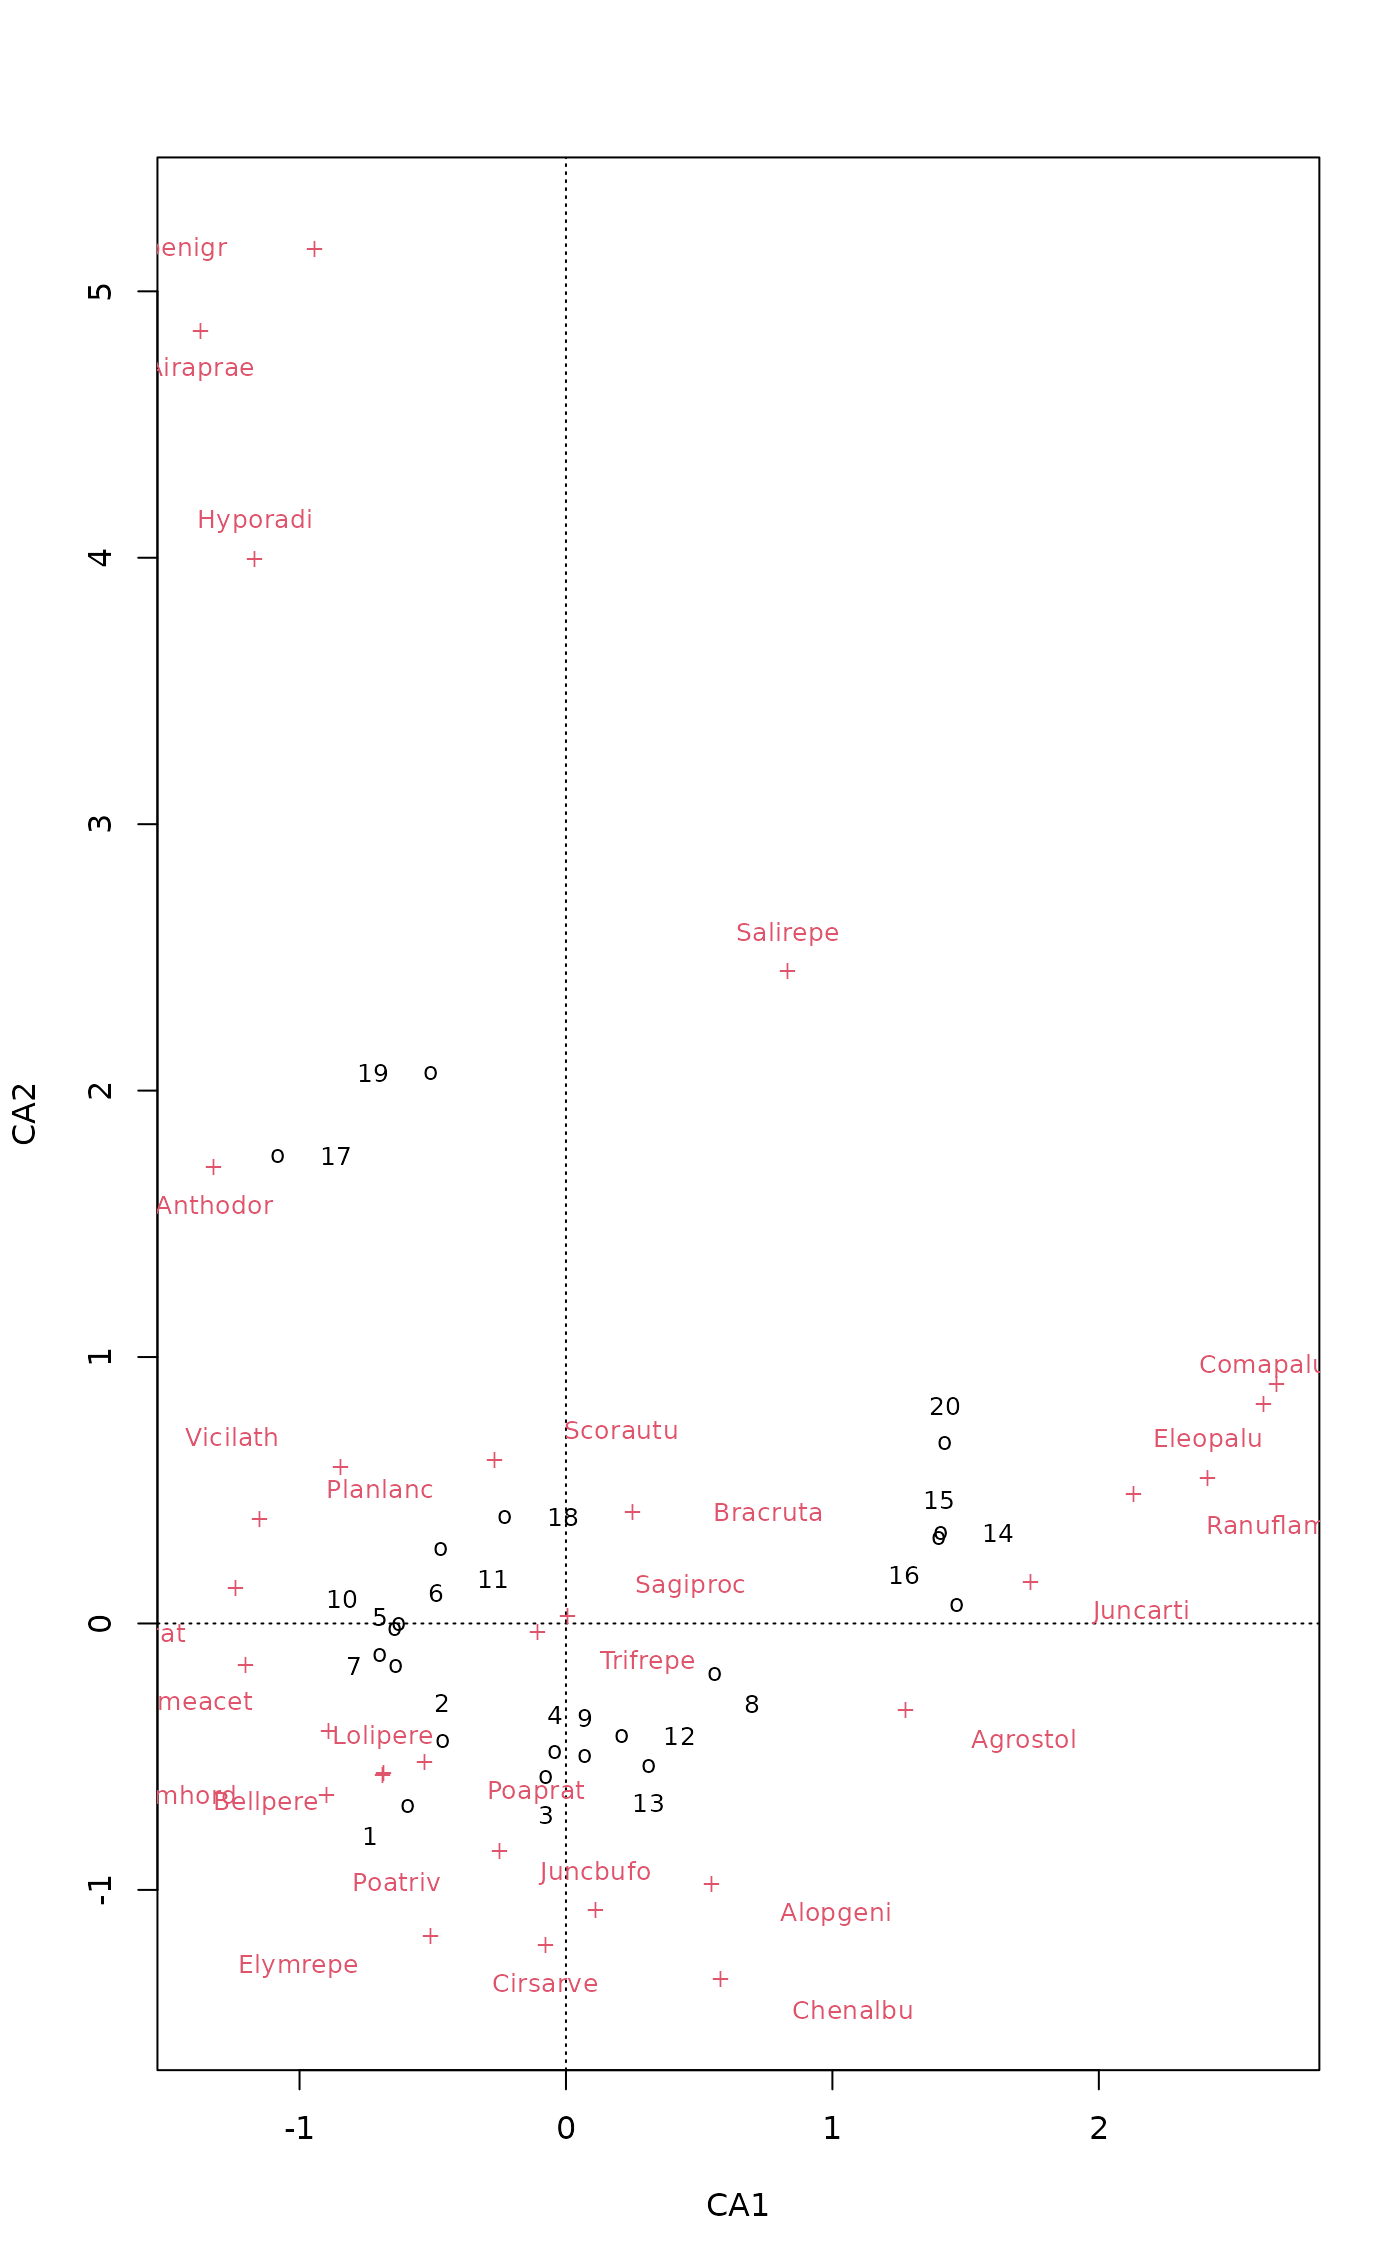 enigr
5
Airaprae
Hyporadi
4
3
Salirepe
19
2
CA2
17
Anthodor
1
Comapalu
20
Scorautu
Vicilath
Eleopalu
Planlanc
15
18
Bracruta
14
Ranuflam
16
11
Sagiproc
6
10
Juncarti
5
0
at
Trifrepe
7
meacet
2
8
4
9
Lolipere
12
Agrostol
Poaprat
mhord
Bellpere
13
3
1
Juncbufo
Poatriv
-1
Alopgeni
Elymrepe
Cirsarve
Chenalbu
-1 0 1 2
CA1